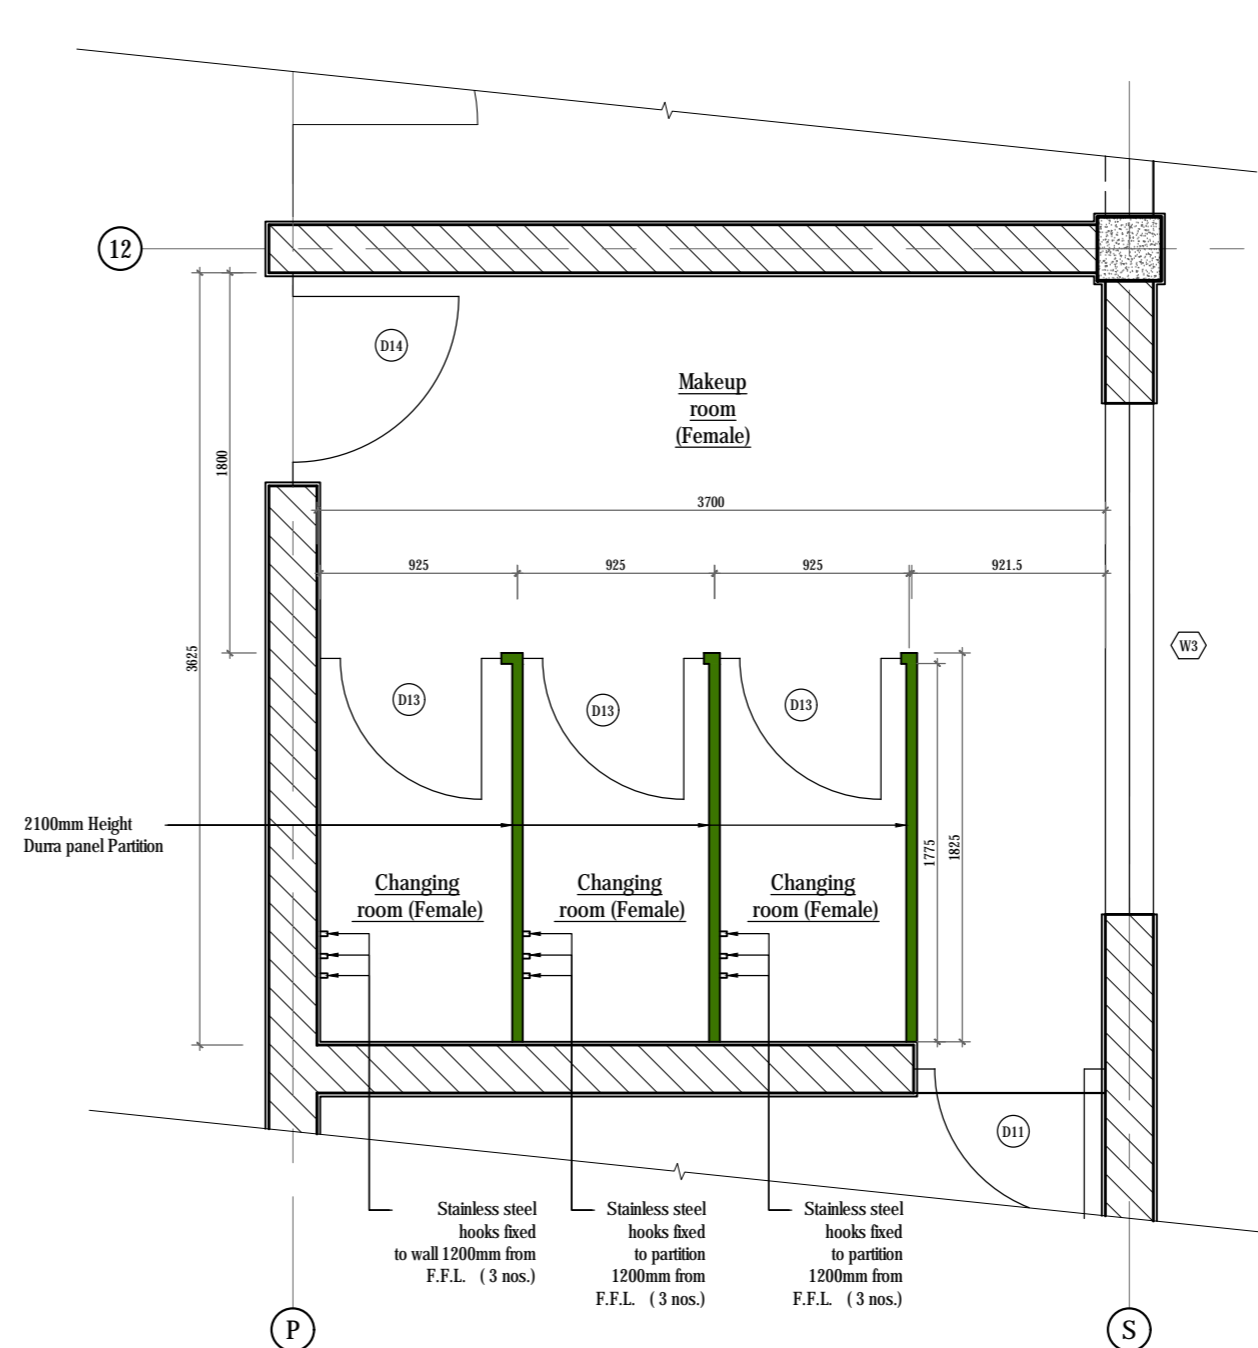 12
D14
Makeup
room
(Female)
1800
3700
925
925
925
921.5
3625
W3
D13
D13
D13
2100mm Height
Durra panel Partition
1775
1825
Changing
room (Female)
Changing
room (Female)
Changing
room (Female)
D11
Stainless steel
hooks fixed
to wall 1200mm from
F.F.L. ( 3 nos.)
Stainless steel
hooks fixed
to partition
1200mm from
F.F.L. ( 3 nos.)
Stainless steel
hooks fixed
to partition
1200mm from
F.F.L. ( 3 nos.)
P
S